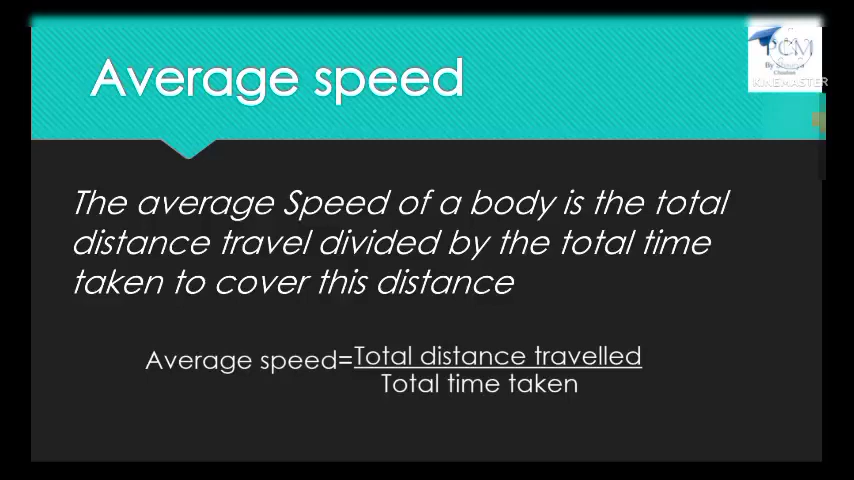 Average speed
PCM
KINEMASTER
The average Speed of a body is the total
distance travel divided by the total time
taken to cover this distance
Average speed=Total distance travelled
Total time taken